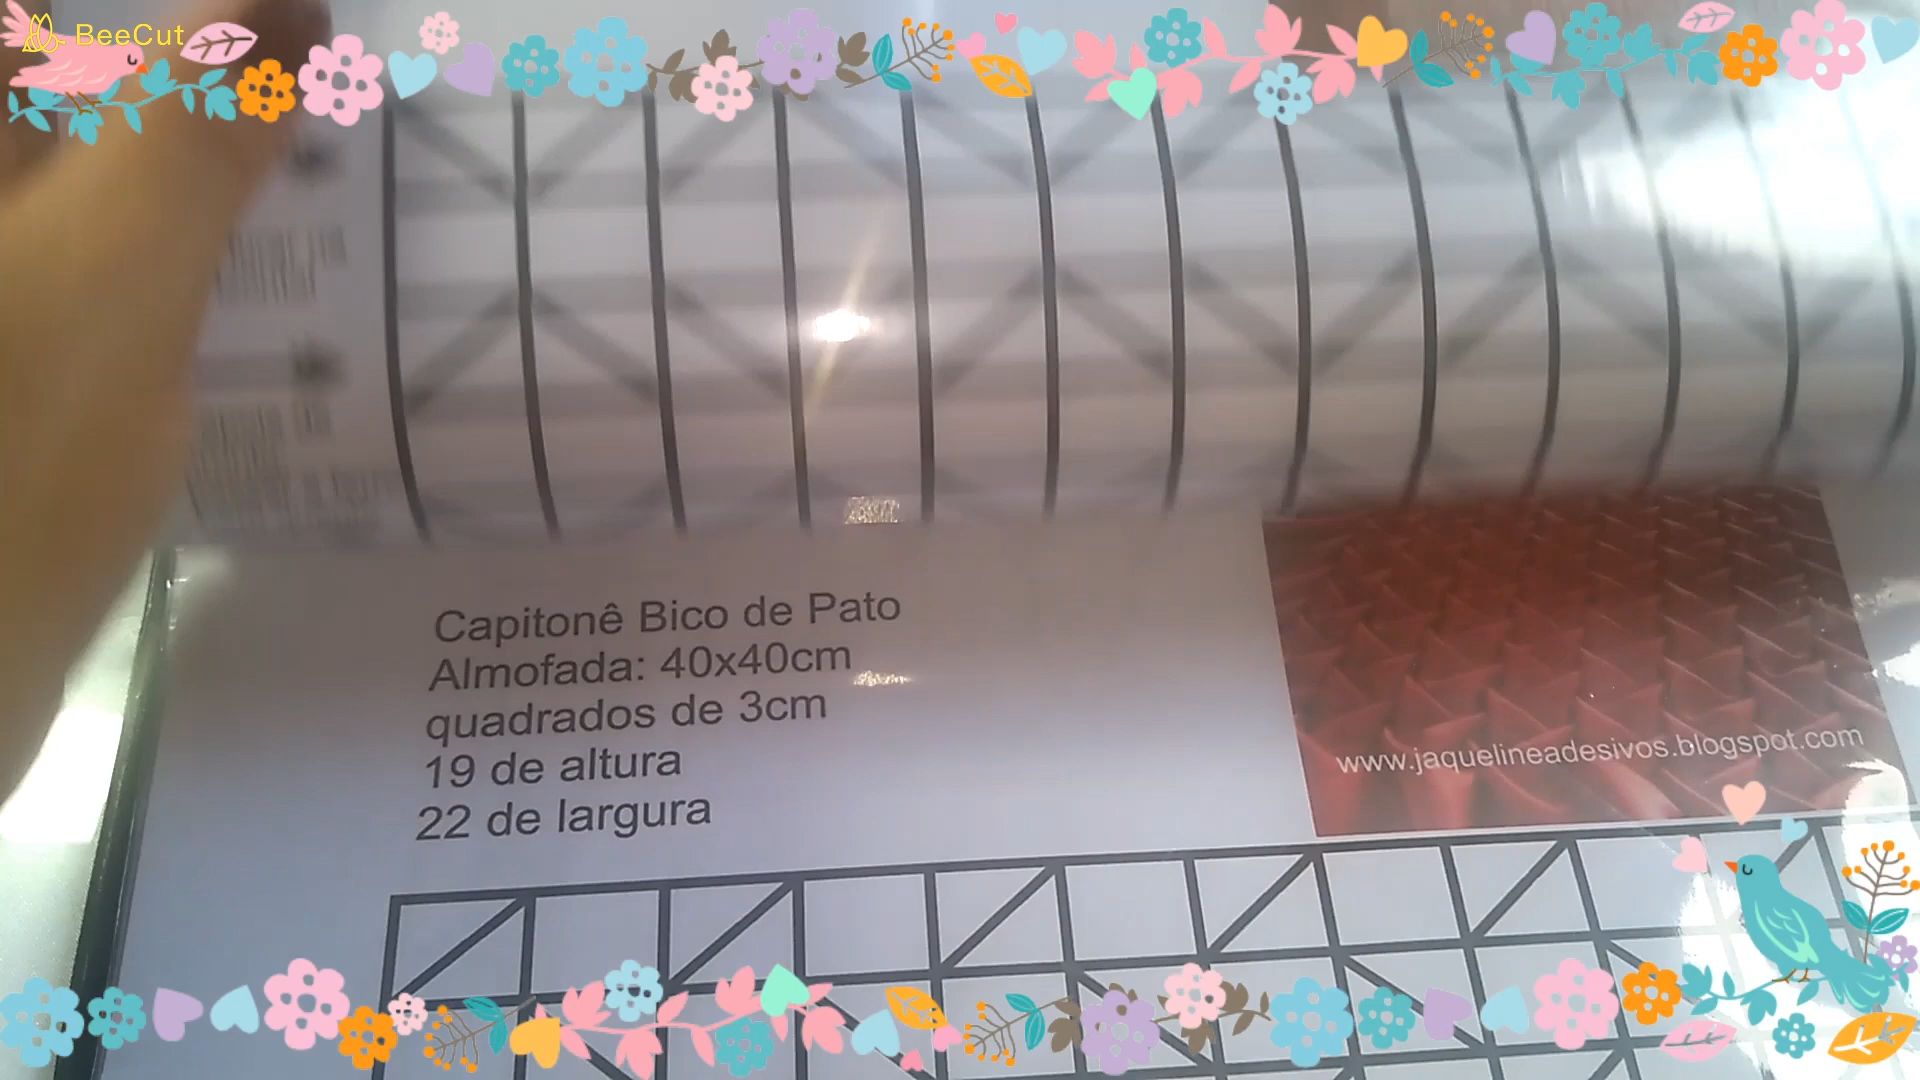 BeeCut
Capitonê Bico de Pato
Almofada: 40x40cm
quadrados de 3cm
19 de altura
22 de largura
www.jaquelineadesivos.blogspot.com